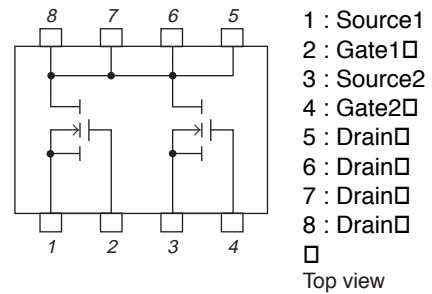 8 7 6 5
1 2 3 4
1 : Source1
2 : Gate1□
3 : Source2
4 : Gate2□
5 : Drain□
6 : Drain□
7 : Drain□
8 : Drain□
□
Top view